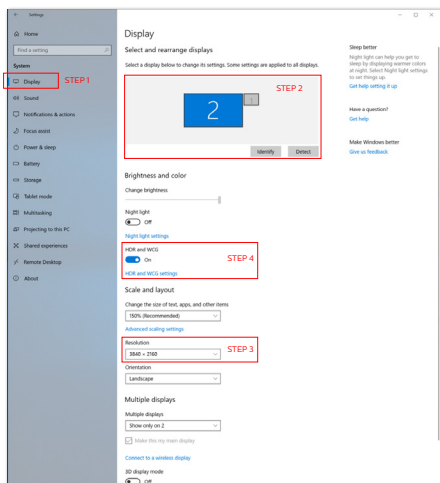 Settings
Home
Find a setting
System
Display
STEP 1
Sound
Notifications & actions
Focus assist
Power & sleep
Battery
Storage
Tablet mode
Multitasking
Projecting to this PC
Shared experiences
Remote Desktop
About
Display
Select and rearrange displays
Select a display below to change its settings. Some settings are applied to all displays.
STEP 2
2
1
Identify
Detect
Brightness and color
Change brightness
Night light
Off
Night light settings
HDR and WCG
On
STEP 4
HDR and WCG settings
Scale and layout
Change the size of text, apps, and other items
150% (Recommended)
Advanced scaling settings
Resolution
STEP 3
3840 × 2160
Orientation
Landscape
Multiple displays
Multiple displays
Show only on 2
Make this my main display
Connect to a wireless display
3D display mode
Off
Sleep better
Night light can help you get to
sleep by displaying warmer colors
at night. Select Night light settings
to set things up.
Get help setting it up
Have a question?
Get help
Make Windows better
Give us feedback